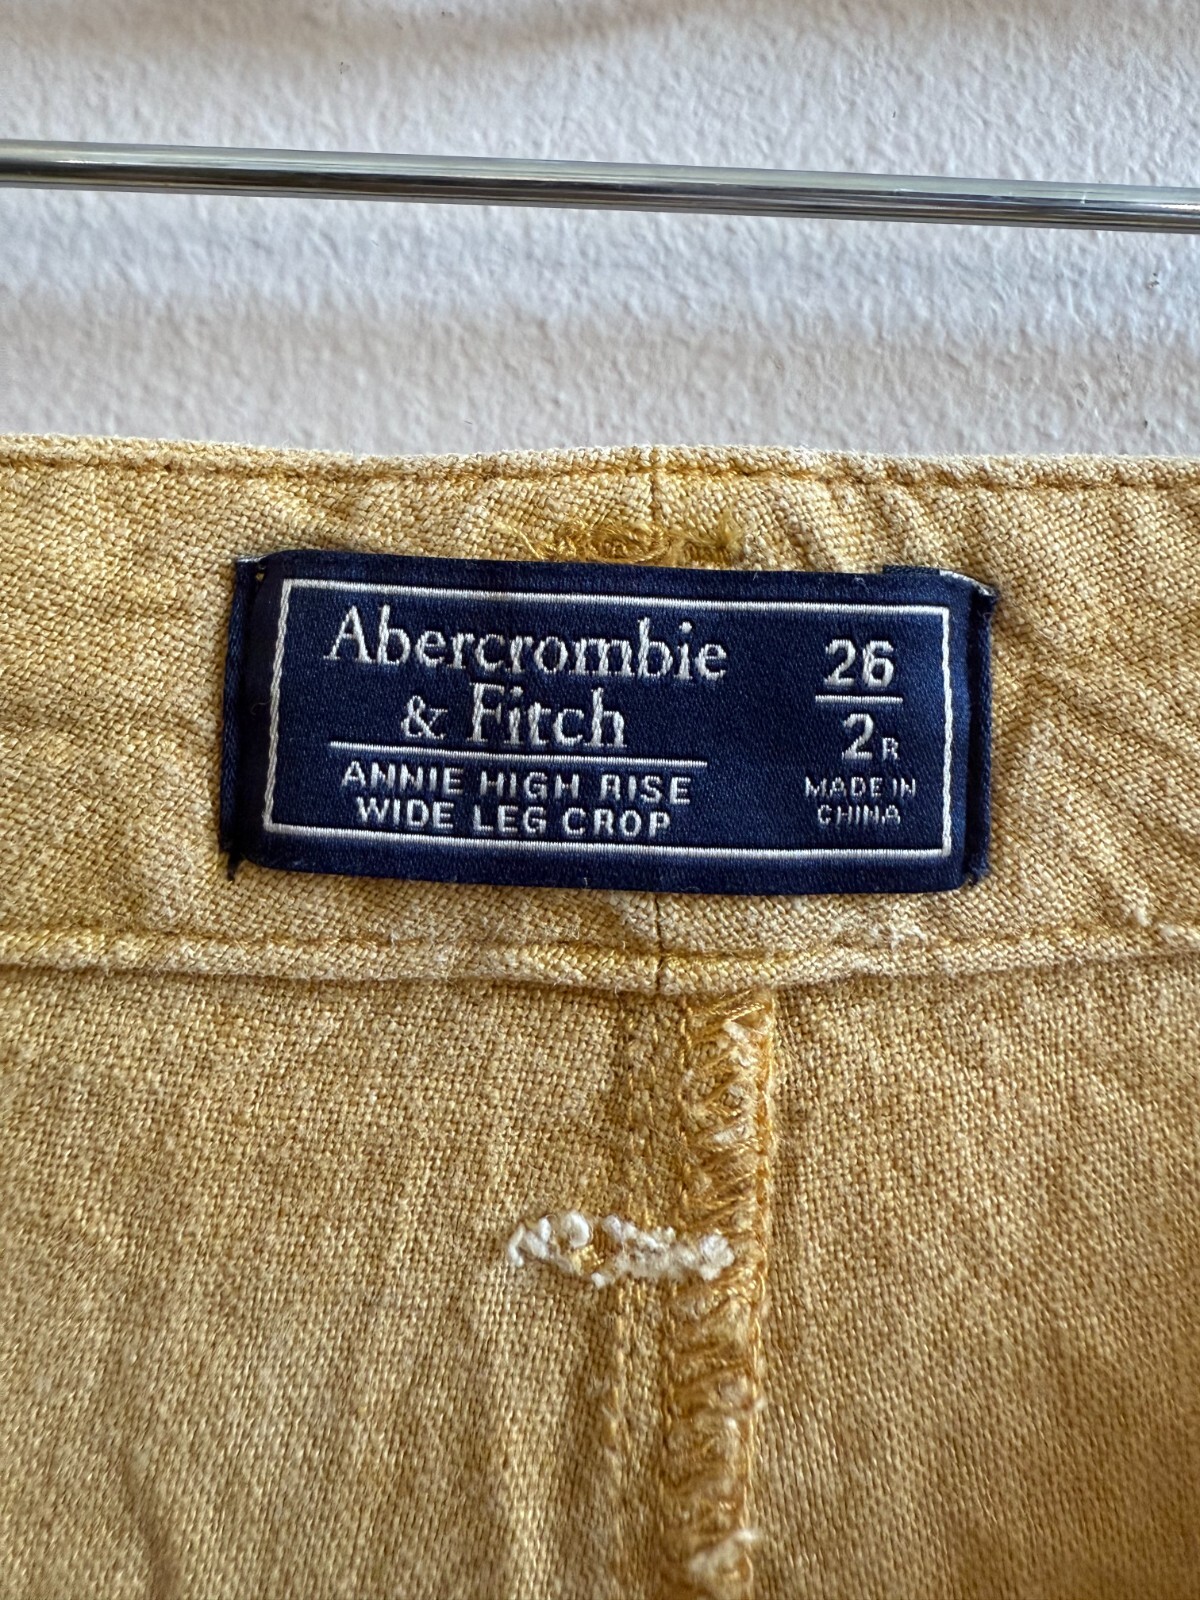 Abercrombie
& Fitch
ANNIE HIGH RISE
WIDE LEG CROP
26
2R
MADE IN
CHINA